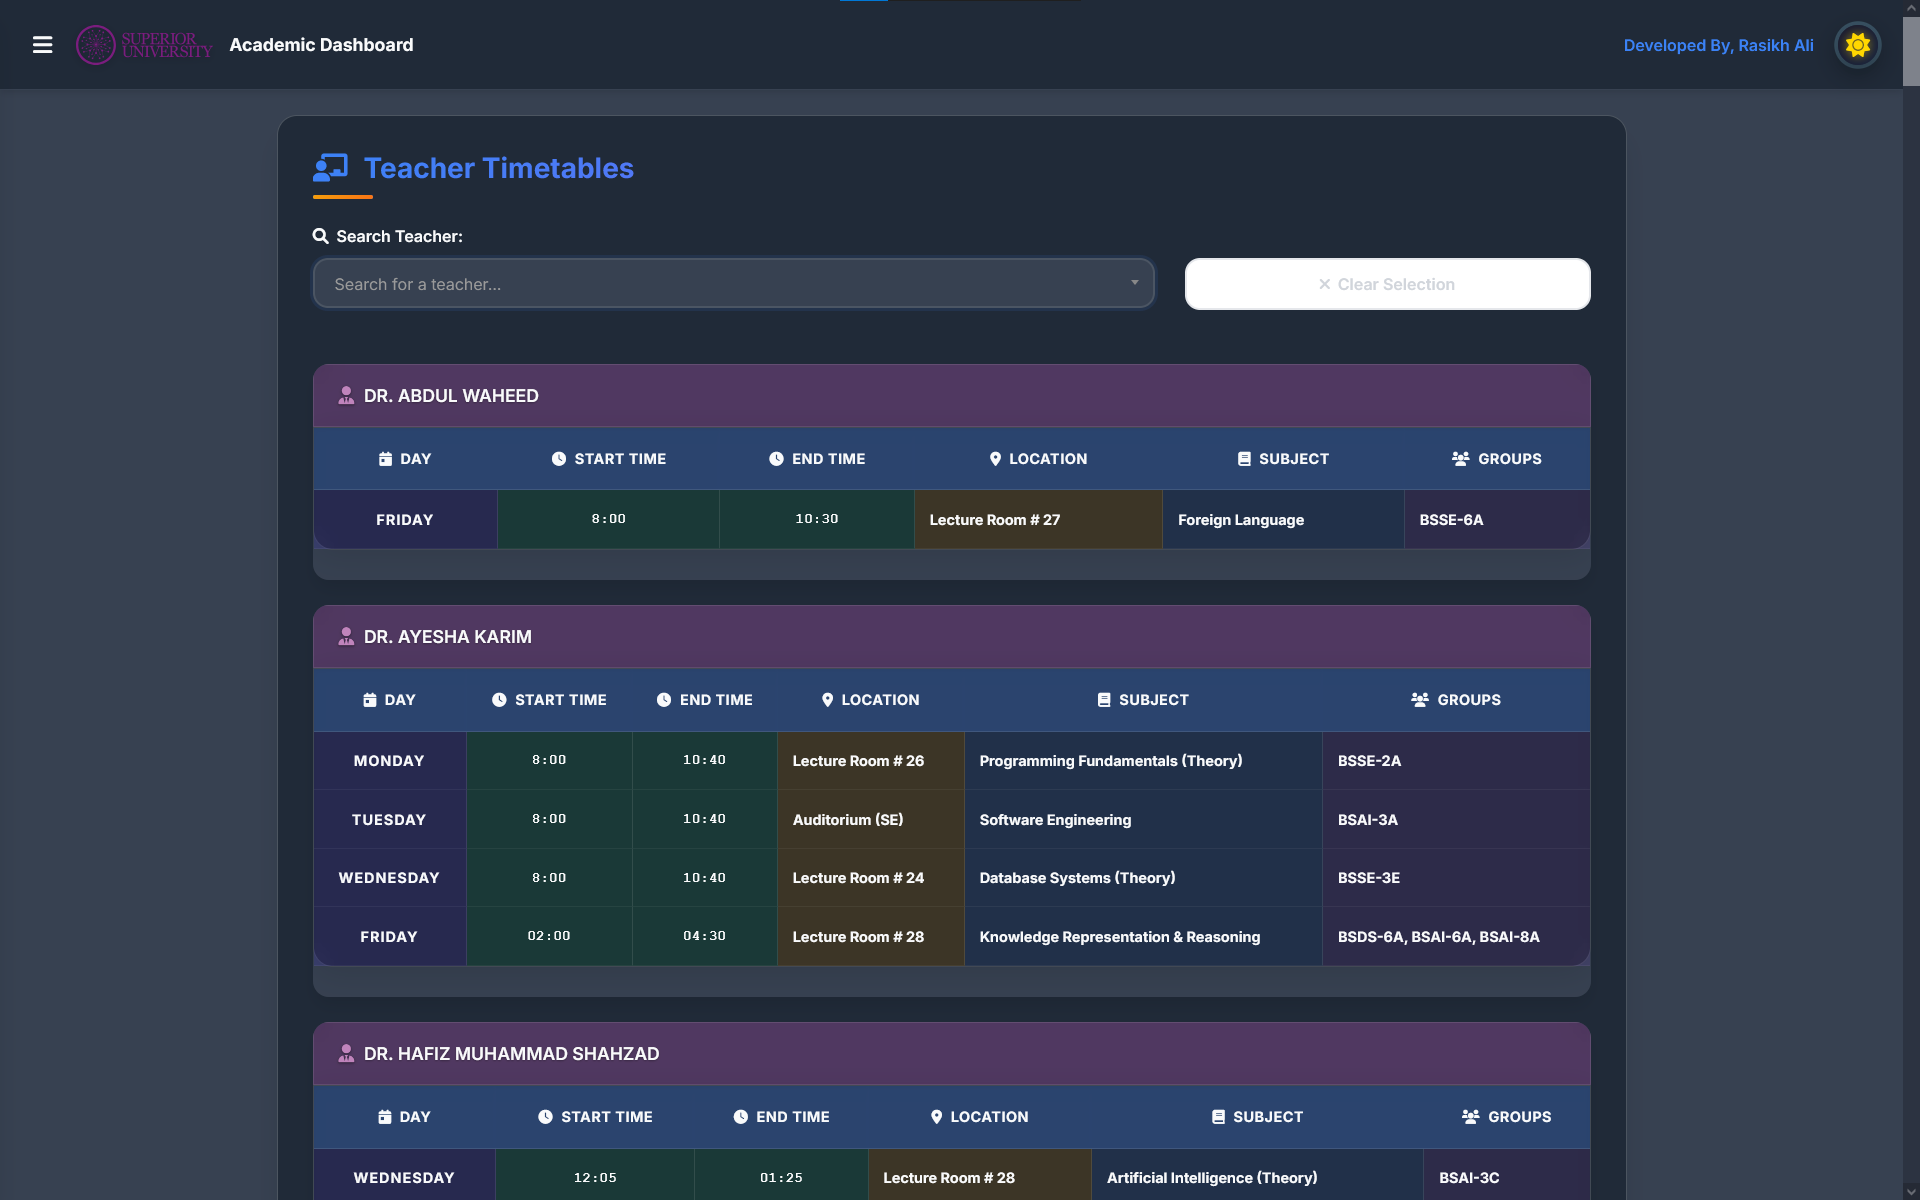 SUPERIOR
UNIVERSITY
Academic Dashboard
Developed By, Rasikh Ali
Teacher Timetables
Search Teacher:
Search for a teacher...
Clear Selection
DR. ABDUL WAHEED
DAY START TIME END TIME LOCATION SUBJECT GROUPS
FRIDAY 8:00 10:30 Lecture Room # 27 Foreign Language BSSE-6A
DR. AYESHA KARIM
DAY START TIME END TIME LOCATION SUBJECT GROUPS
MONDAY 8:00 10:40 Lecture Room # 26 Programming Fundamentals (Theory) BSSE-2A
TUESDAY 8:00 10:40 Auditorium (SE) Software Engineering BSAI-3A
WEDNESDAY 8:00 10:40 Lecture Room # 24 Database Systems (Theory) BSSE-3E
FRIDAY 02:00 04:30 Lecture Room # 28 Knowledge Representation & Reasoning BSDS-6A, BSAI-6A, BSAI-8A
DR. HAFIZ MUHAMMAD SHAHZAD
DAY START TIME END TIME LOCATION SUBJECT GROUPS
WEDNESDAY 12:05 01:25 Lecture Room # 28 Artificial Intelligence (Theory) BSAI-3C